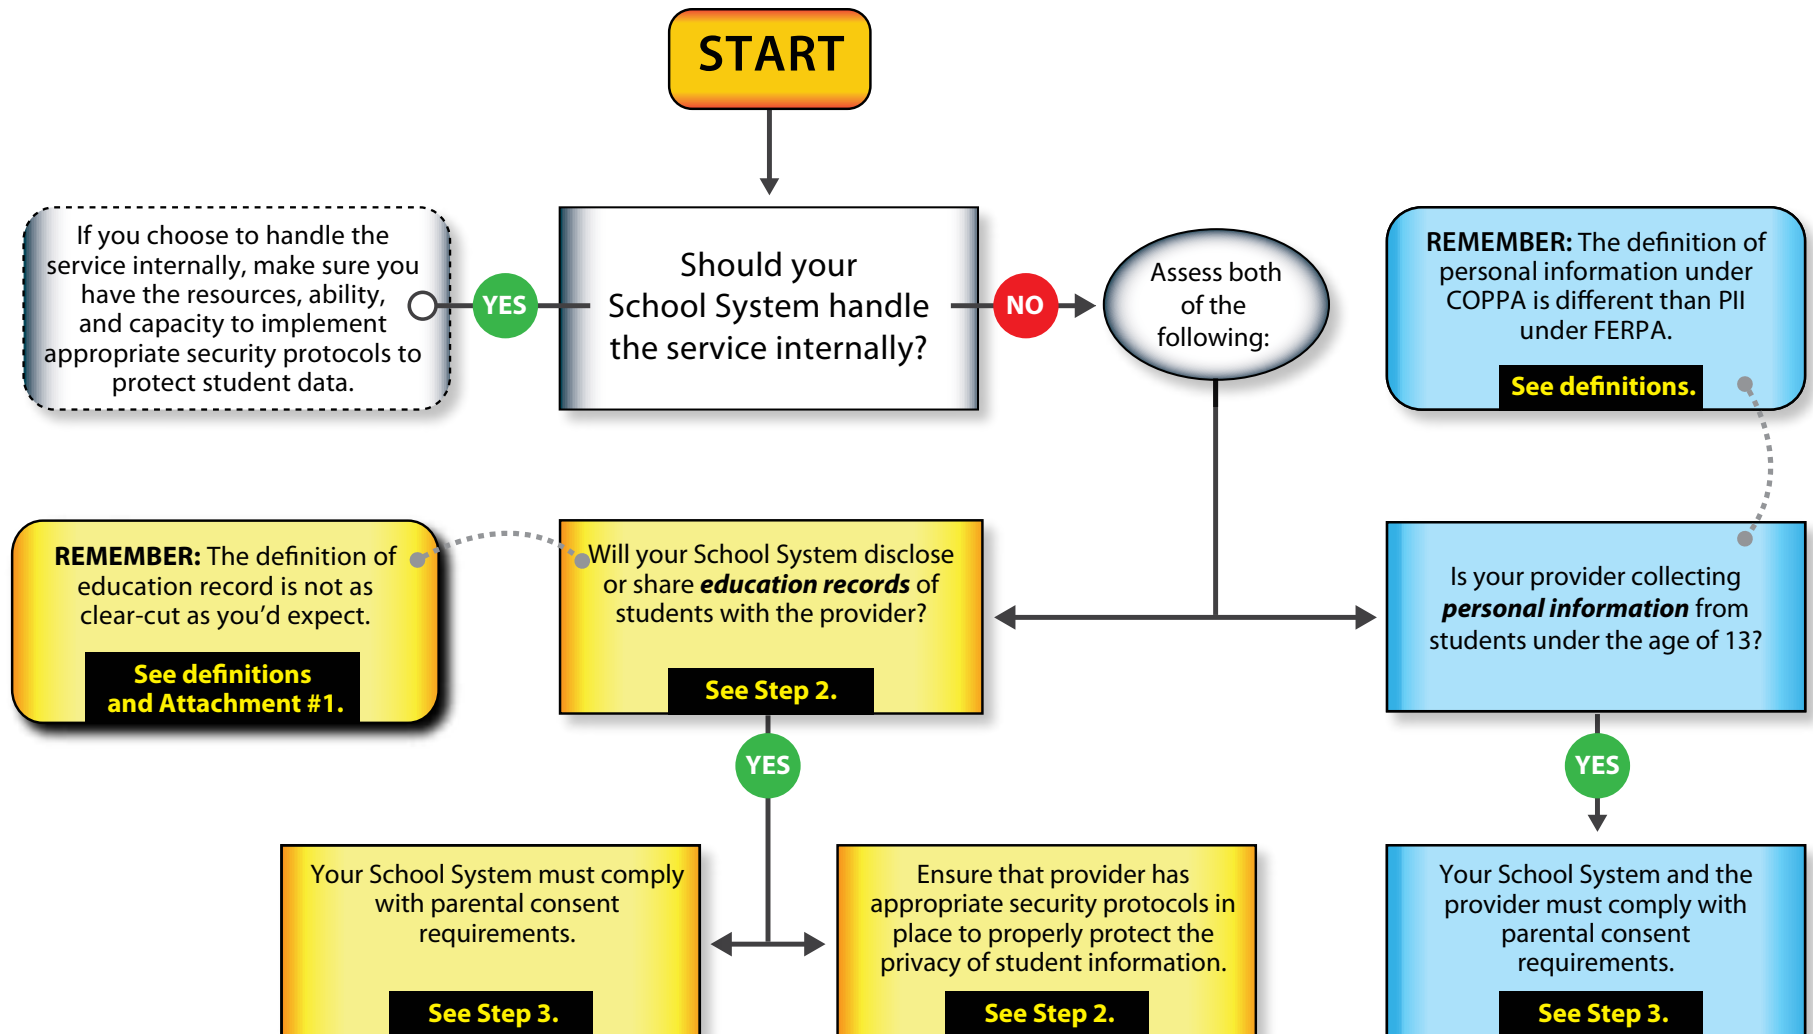 START
If you choose to handle the
service internally, make sure you
have the resources, ability,
and capacity to implement
appropriate security protocols to
protect student data.
YES
Should your
School System handle
the service internally?
NO
Assess both
of the
following:
REMEMBER: The definition of
personal information under
COPPA is different than PII
under FERPA.
See definitions.
REMEMBER: The definition of
education record is not as
clear-cut as you’d expect.
See definitions
and Attachment #1.
Will your School System disclose
or share education records of
students with the provider?
See Step 2.
Is your provider collecting
personal information from
students under the age of 13?
YES
YES
Your School System must comply
with parental consent
requirements.
See Step 3.
Ensure that provider has
appropriate security protocols in
place to properly protect the
privacy of student information.
See Step 2.
Your School System and the
provider must comply with
parental consent
requirements.
See Step 3.